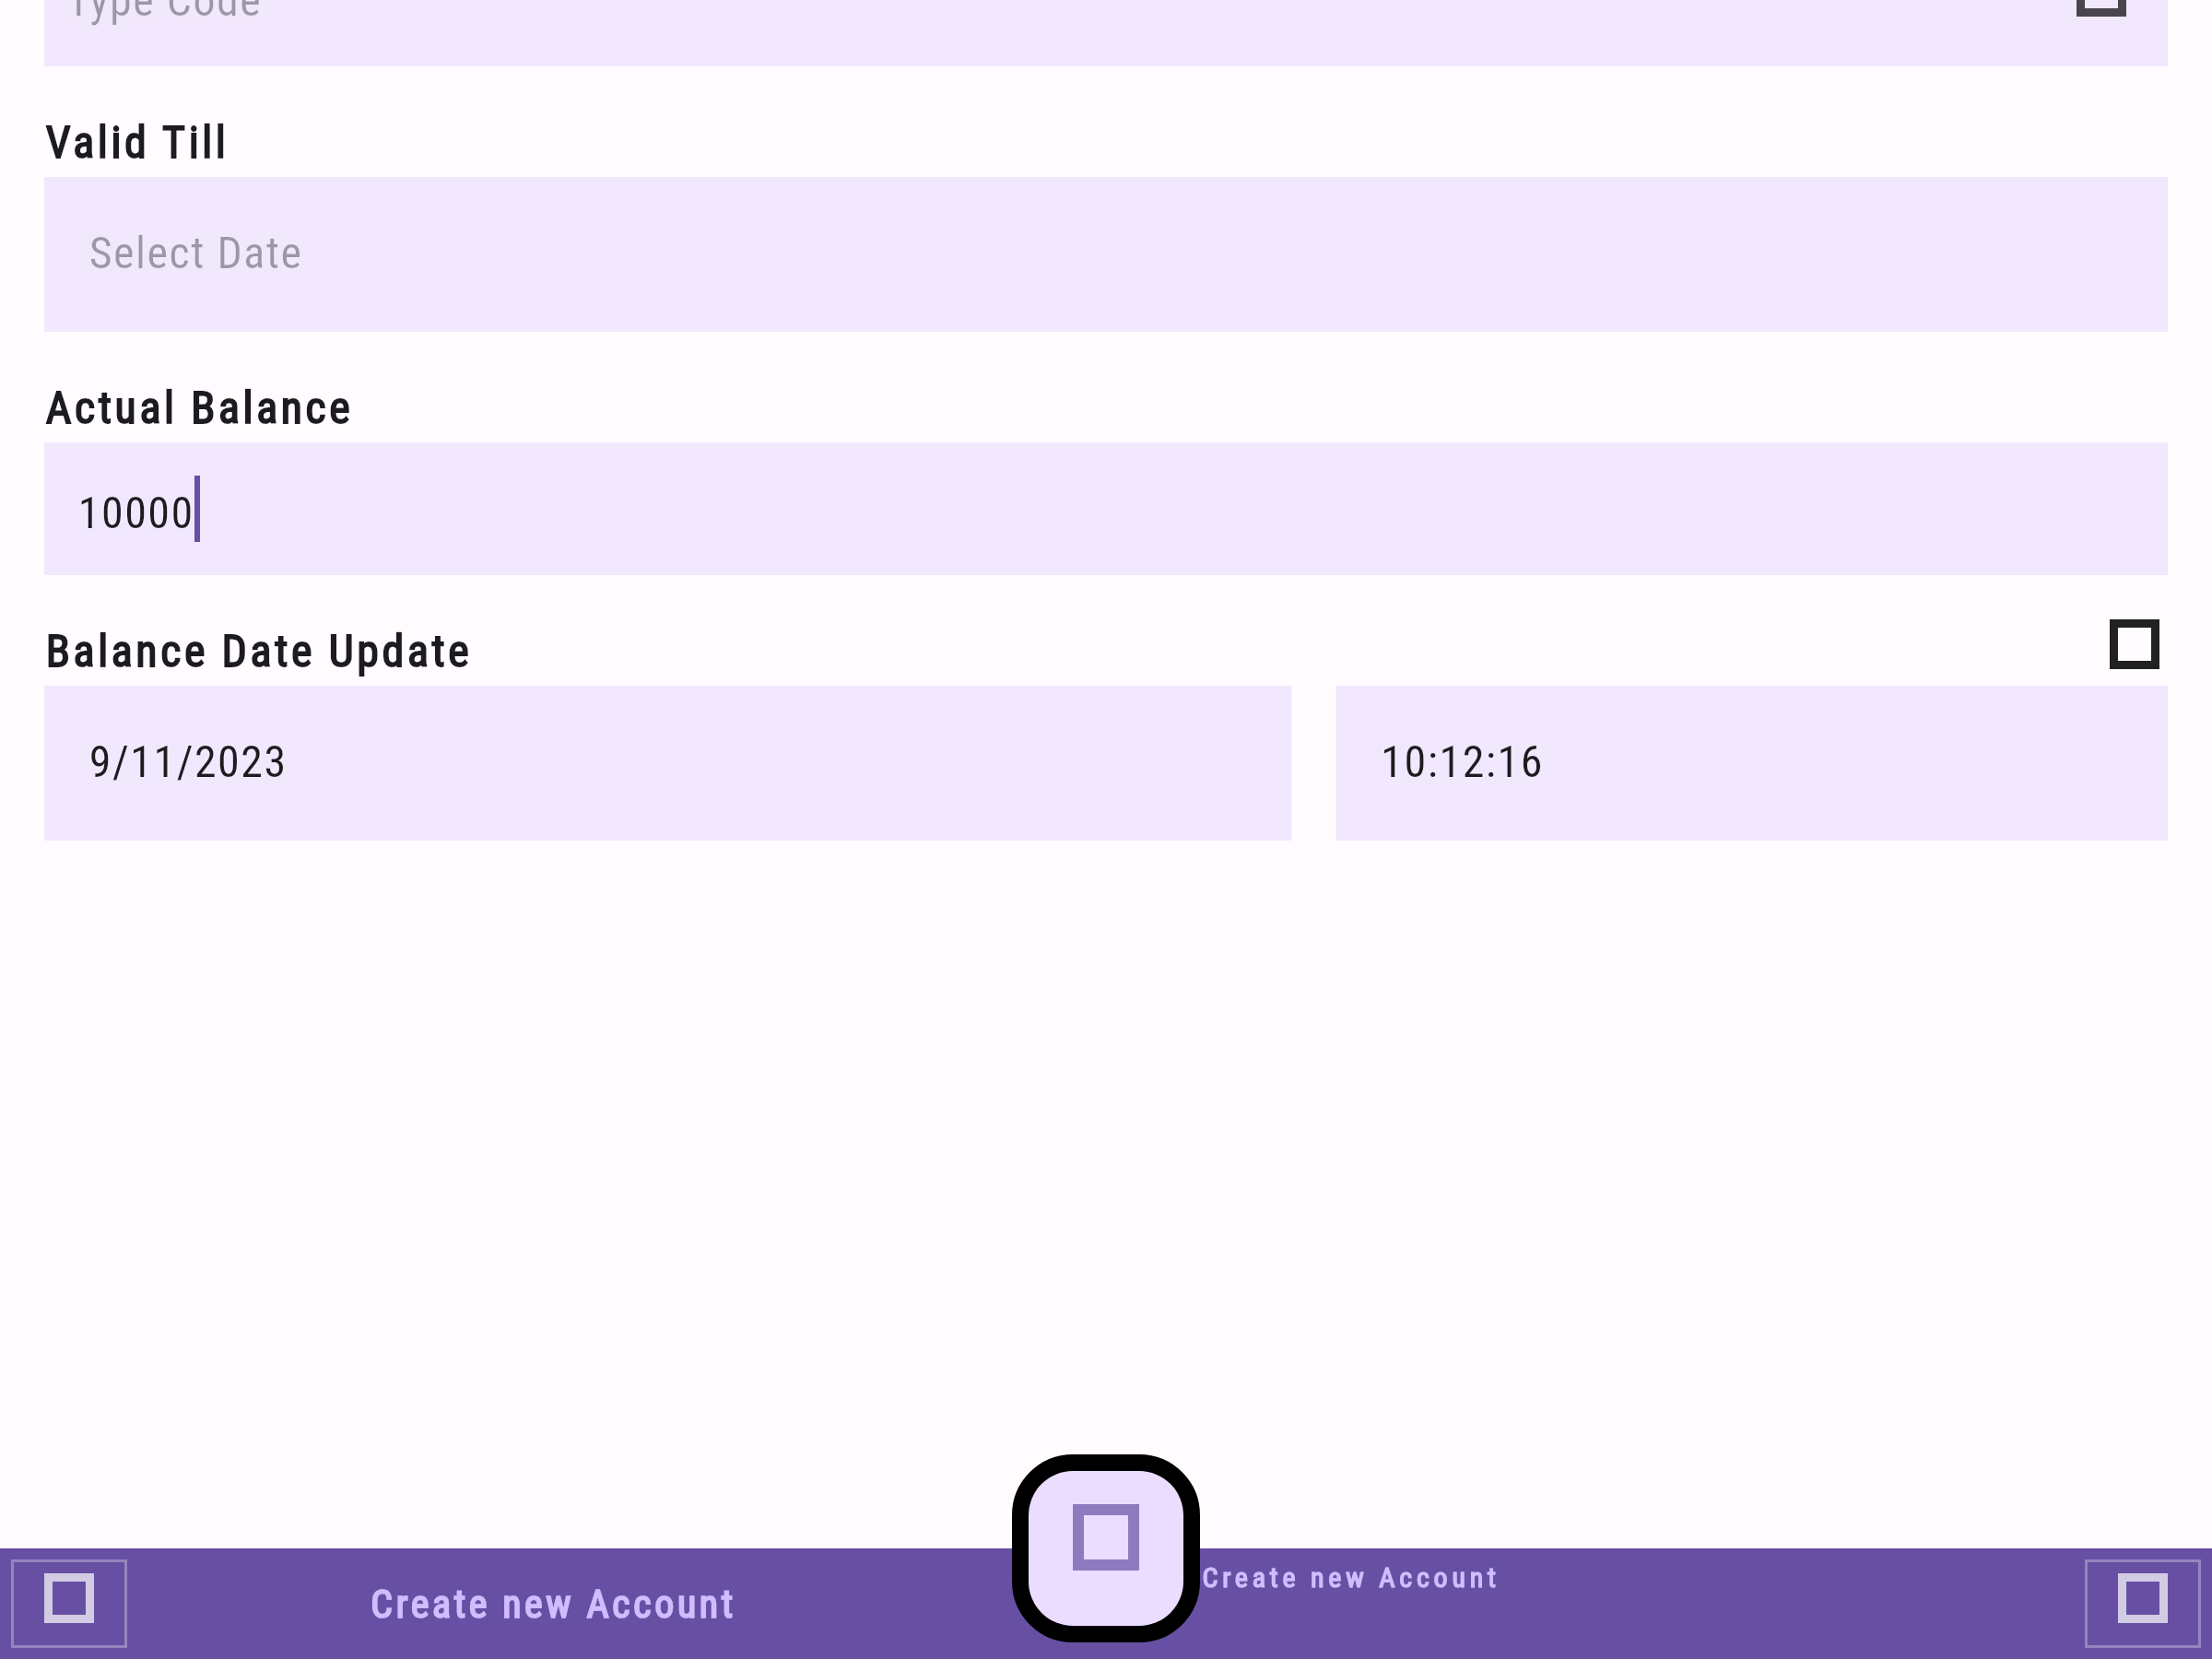 Type Code
Valid Till
Select Date
Actual Balance
10000
Balance Date Update
9/11/2023
10:12:16
Create new Account
Create new Account